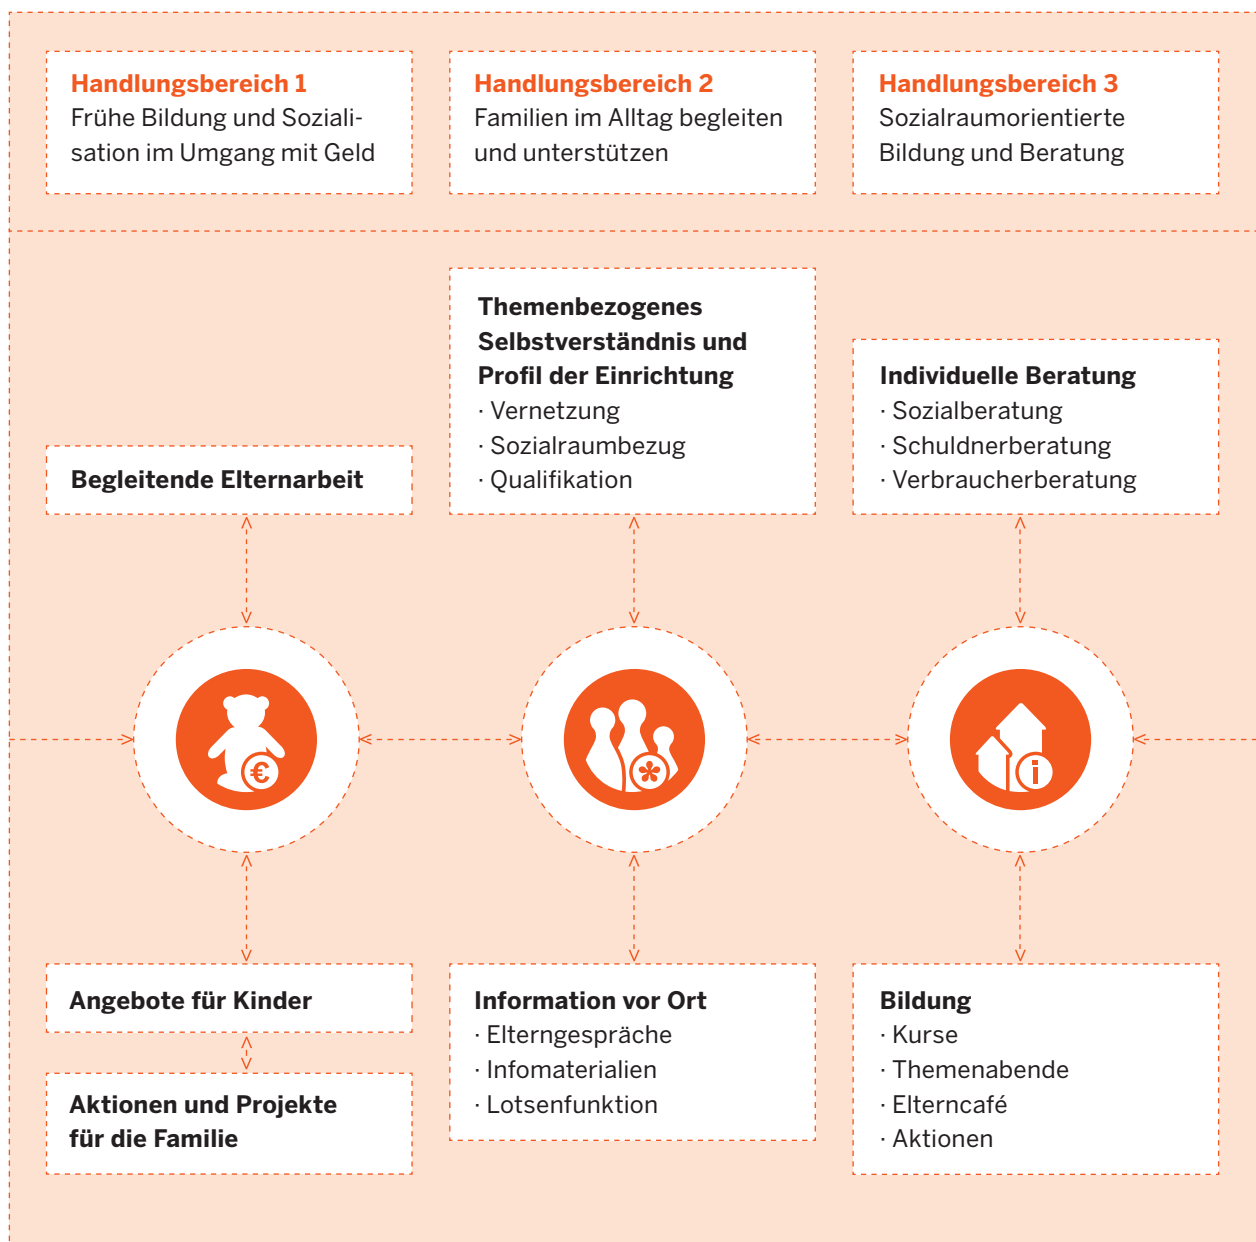 Handlungsbereich 1
Frühe Bildung und Soziali-
sation im Umgang mit Geld
Handlungsbereich 2
Familien im Alltag begleiten
und unterstützen
Handlungsbereich 3
Sozialraumorientierte
Bildung und Beratung
Begleitende Elternarbeit
Themenbezogenes
Selbstverständnis und
Profil der Einrichtung
· Vernetzung
· Sozialraumbezug
· Qualifikation
Individuelle Beratung
· Sozialberatung
· Schuldnerberatung
· Verbraucherberatung
€
*
i
Angebote für Kinder
Aktionen und Projekte
für die Familie
Information vor Ort
· Elterngespräche
· Infomaterialien
· Lotsenfunktion
Bildung
· Kurse
· Themenabende
· Elterncafé
· Aktionen